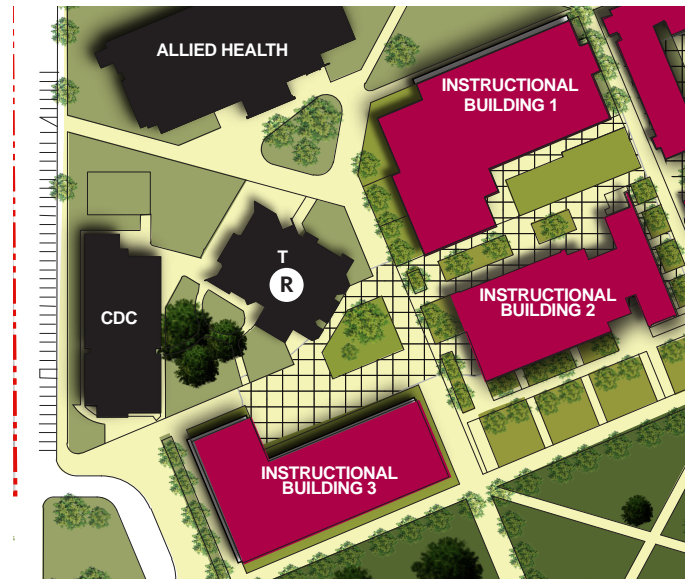 ALLIED HEALTH
INSTRUCTIONAL
BUILDING 1
T
R
CDC
INSTRUCTIONAL
BUILDING 2
INSTRUCTIONAL
BUILDING 3